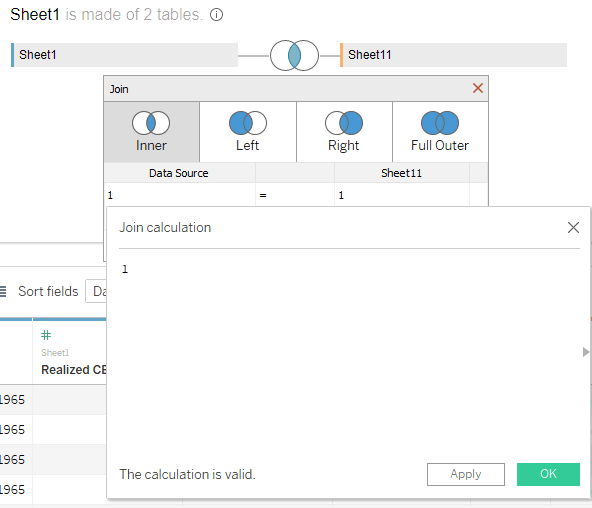 Sheet1 is made of 2 tables.
Sheet1 Sheet11
Join
Inner Left Right Full Outer
Data Source Sheet11
1 = 1
Join calculation
1
Sort fields Da
#
Sheet1
Realized CE
1965
1965
1965
1965
The calculation is valid. Apply OK